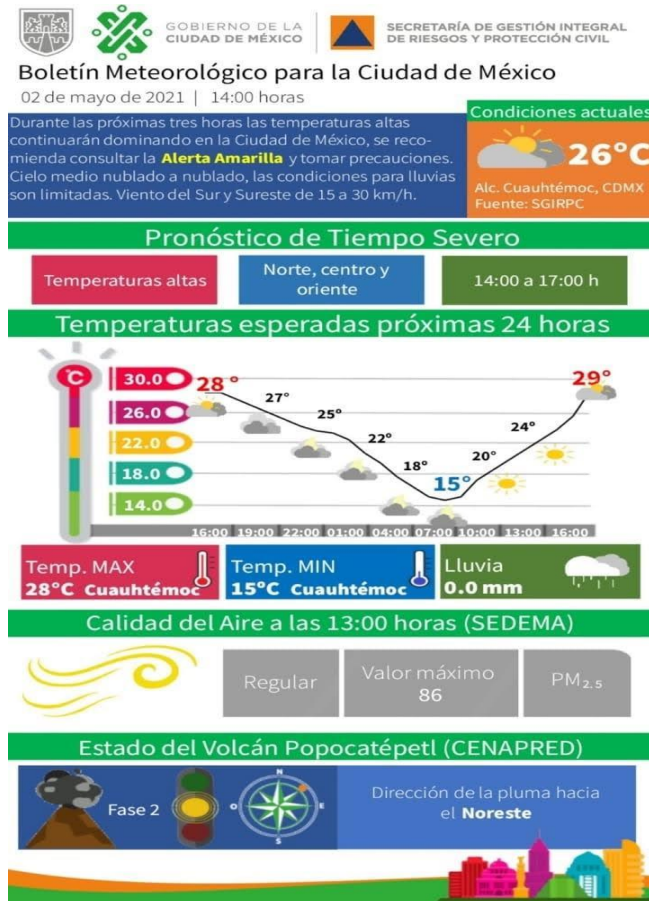 GOBIERNO DE LA
CIUDAD DE MÉXICO
SECRETARÍA DE GESTIÓN INTEGRAL
DE RIESGOS Y PROTECCIÓN CIVIL
Boletín Meteorológico para la Ciudad de México
02 de mayo de 2021 | 14:00 horas
Durante las próximas tres horas las temperaturas altas
continuarán dominando en la Ciudad de México, se reco-
mienda consultar la Alerta Amarilla y tomar precauciones.
Cielo medio nublado a nublado, las condiciones para lluvias
son limitadas. Viento del Sur y Sureste de 15 a 30 km/h.
Condiciones actuales
26°C
Alc. Cuauhtémoc, CDMX
Fuente: SGIRPC
Pronóstico de Tiempo Severo
Temperaturas altas
Norte, centro y
oriente
14:00 a 17:00 h
Temperaturas esperadas próximas 24 horas
°C
30.0
26.0
22.0
18.0
14.0
28°
27°
25°
22°
18°
15°
20°
24°
29°
16:00 19:00 22:00 01:00 04:00 07:00 10:00 13:00 16:00
Temp. MAX
28°C Cuauhtémoc
Temp. MIN
15°C Cuauhtémoc
Lluvia
0.0 mm
Calidad del Aire a las 13:00 horas (SEDEMA)
Regular
Valor máximo
86
PM2.5
Estado del Volcán Popocatépetl (CENAPRED)
Fase 2
N
O
E
S
Dirección de la pluma hacia
el Noreste